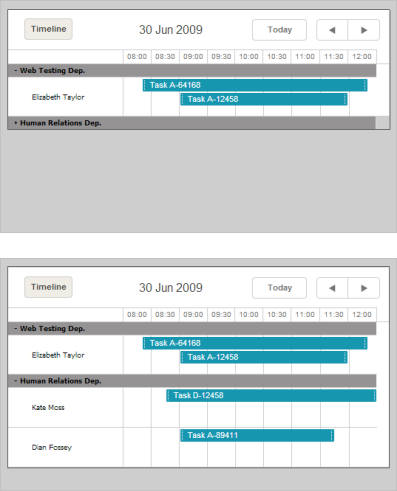 Timeline 30 Jun 2009 Today
08:00 08:30 09:00 09:30 10:00 10:30 11:00 11:30 12:00
- Web Testing Dep.
Task A-64168
Elizabeth Taylor Task A-12458
+ Human Relations Dep.
Timeline 30 Jun 2009 Today
08:00 08:30 09:00 09:30 10:00 10:30 11:00 11:30 12:00
- Web Testing Dep.
Task A-64168
Elizabeth Taylor Task A-12458
- Human Relations Dep.
Task D-12458
Kate Moss
Task A-89411
Dian Fossey